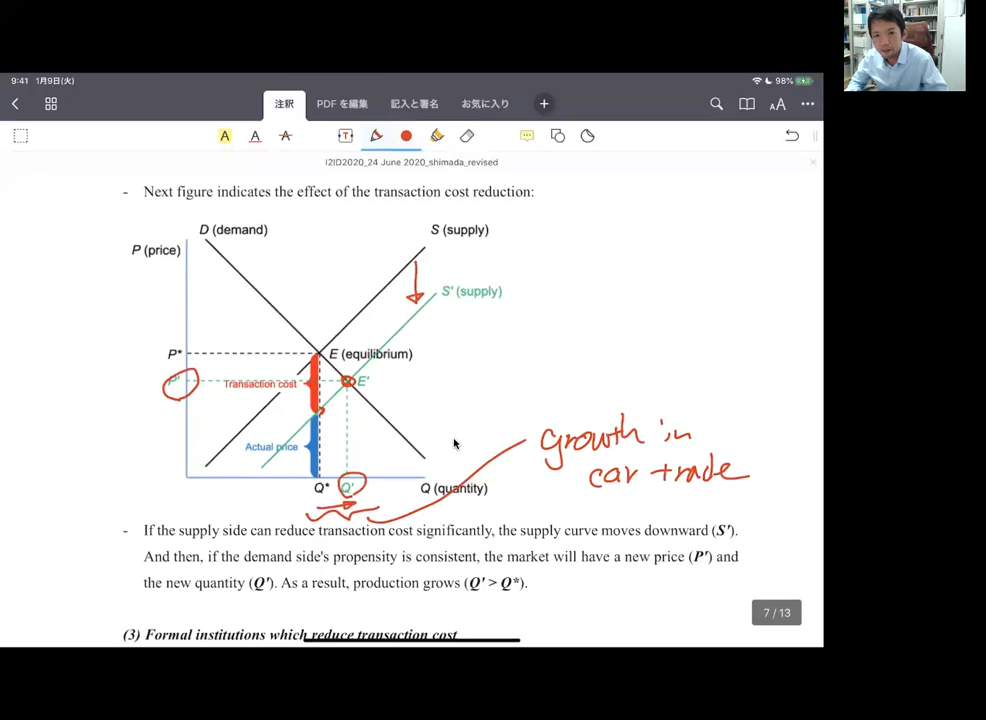 9:41 1月9日(火)
98%
注釈 PDF を編集 記入と署名 お気に入り
I2ID2020_24 June 2020_shimada_revised
- Next figure indicates the effect of the transaction cost reduction:
D (demand)
S (supply)
P (price)
S' (supply)
P* E (equilibrium)
P' Transaction cost E'
growth in
car trade
Actual price
Q* Q' Q (quantity)
- If the supply side can reduce transaction cost significantly, the supply curve moves downward (S').
And then, if the demand side's propensity is consistent, the market will have a new price (P') and
the new quantity (Q'). As a result, production grows (Q' > Q*).
7 / 13
(3) Formal institutions which reduce transaction cost